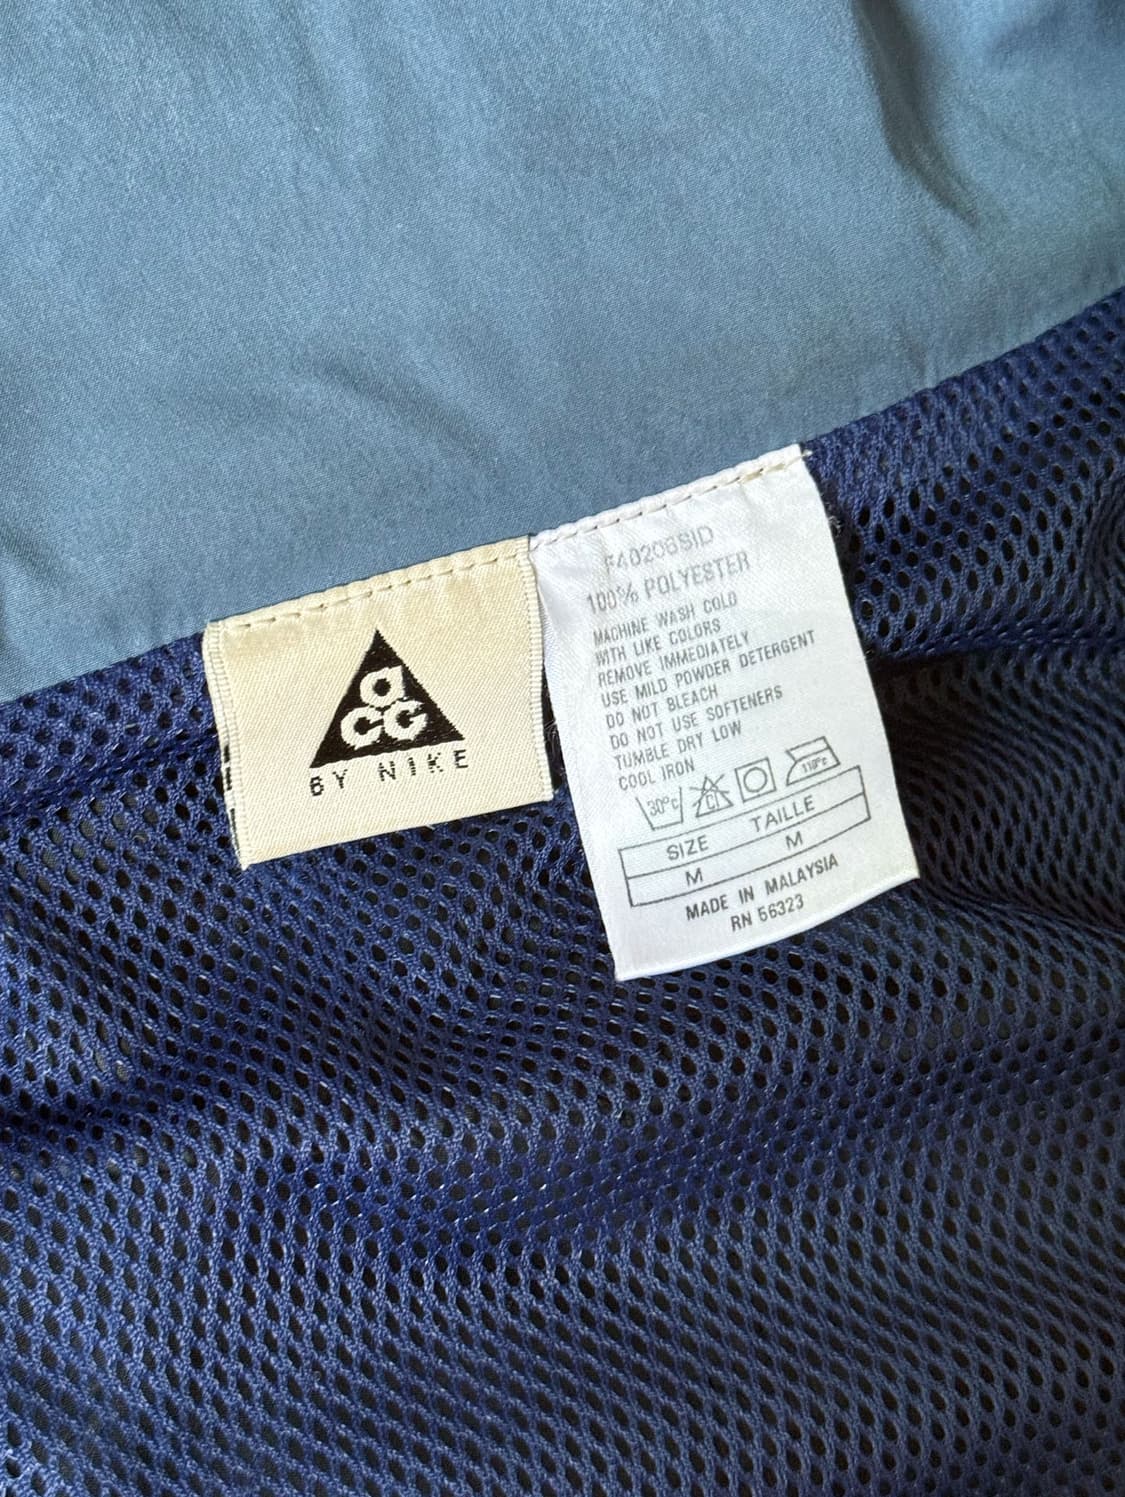 aCG
BY NIKE
F40206SID
100% POLYESTER
MACHINE WASH COLD
WITH LIKE COLORS
REMOVE IMMEDIATELY
USE MILD POWDER DETERGENT
DO NOT BLEACH
DO NOT USE SOFTENERS
TUMBLE DRY LOW
COOL IRON
30°C CL 110°C
SIZE TAILLE
M M
MADE IN MALAYSIA
RN 56323